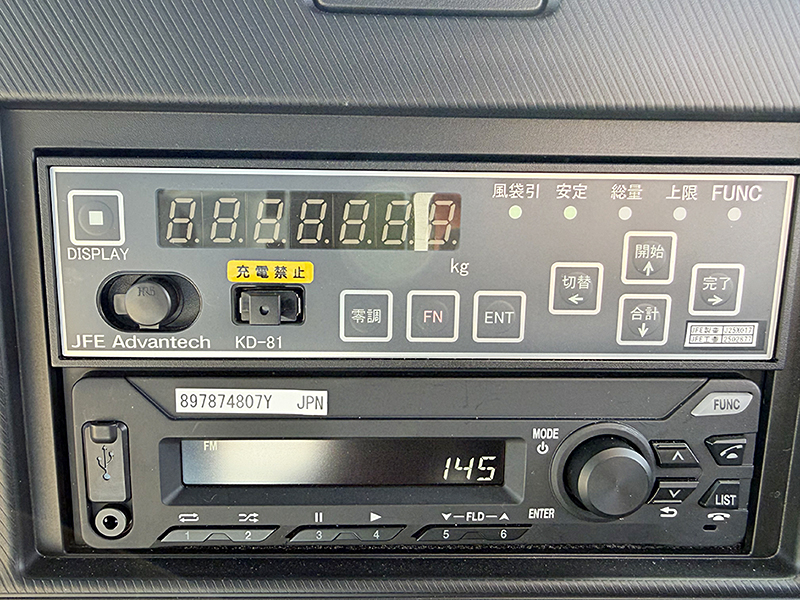 風袋引 安定 総量 上限 FUNC
DISPLAY
kg
充電禁止
開始
切替
完了
零調 FN ENT
合計
JFE Advantech KD-81
897874807Y JPN
FUNC
FM
145
MODE
ENTER
LIST
FLD
1 2 3 4 5 6